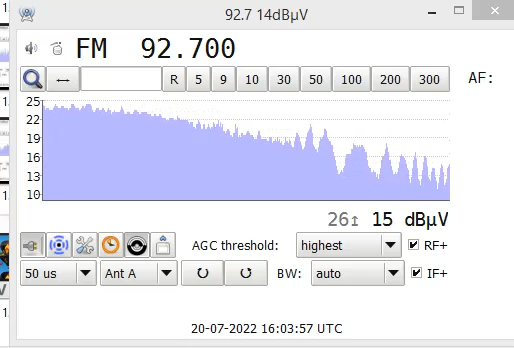 92.7 14dBµV
FM 92.700
R 5 9 10 30 50 100 200 300 AF:
25
22
19
16
13
10
26↕ 15 dBµV
AGC threshold: highest RF+
50 us Ant A BW: auto IF+
20-07-2022 16:03:57 UTC